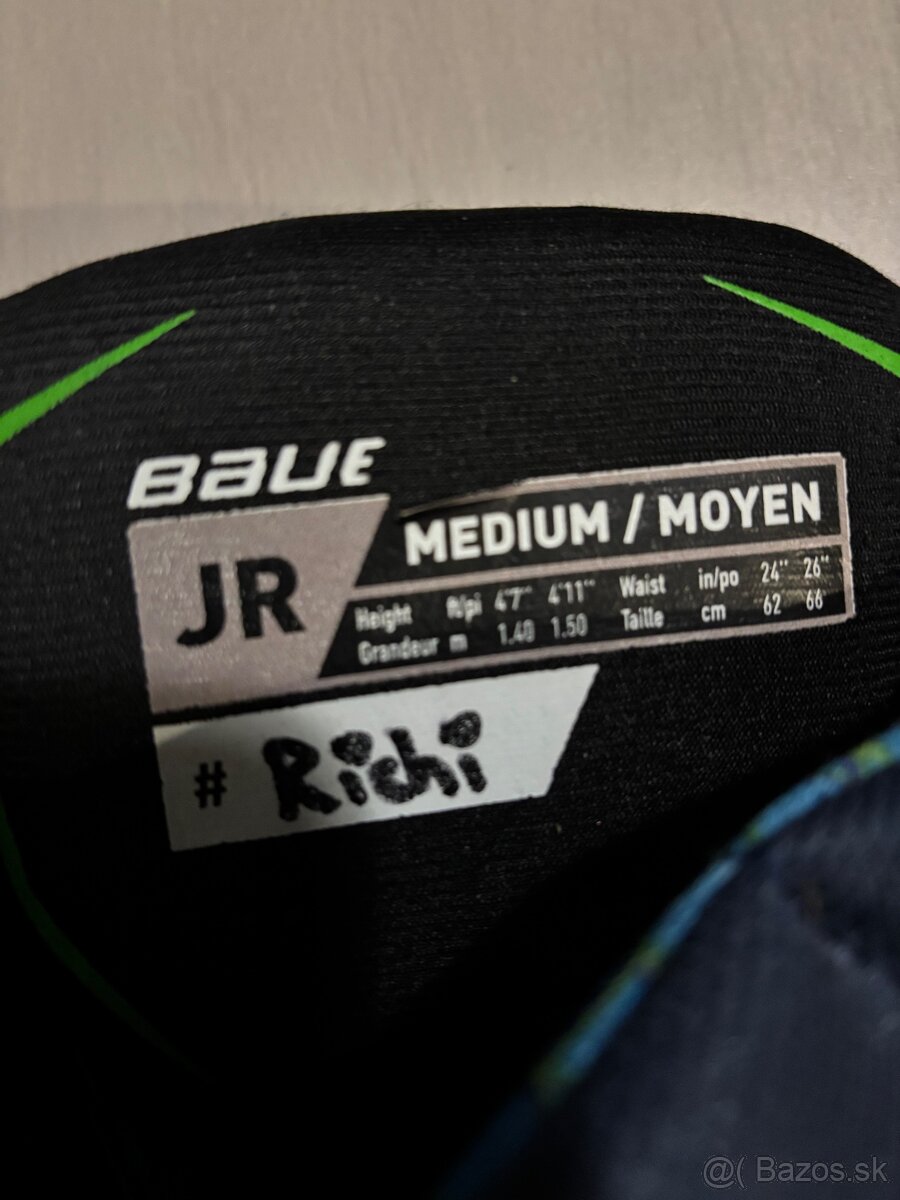 BAUE
JR
MEDIUM / MOYEN
Height ft/pi 4'7" 4'11" Waist in/po 24" 26"
Grandeur m 1.40 1.50 Taille cm 62 66
# Richi
@( Bazos.sk